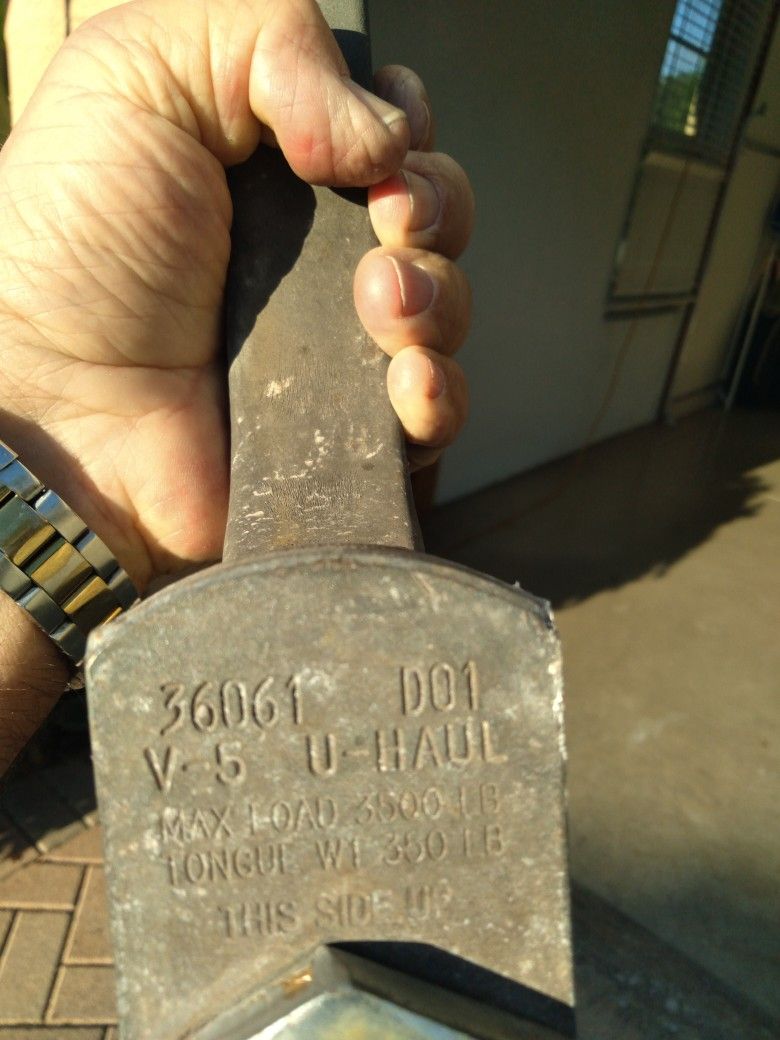 36061 D01
V-5 U-HAUL
MAX LOAD 3500 LB
TONGUE WT 350 LB
THIS SIDE UP